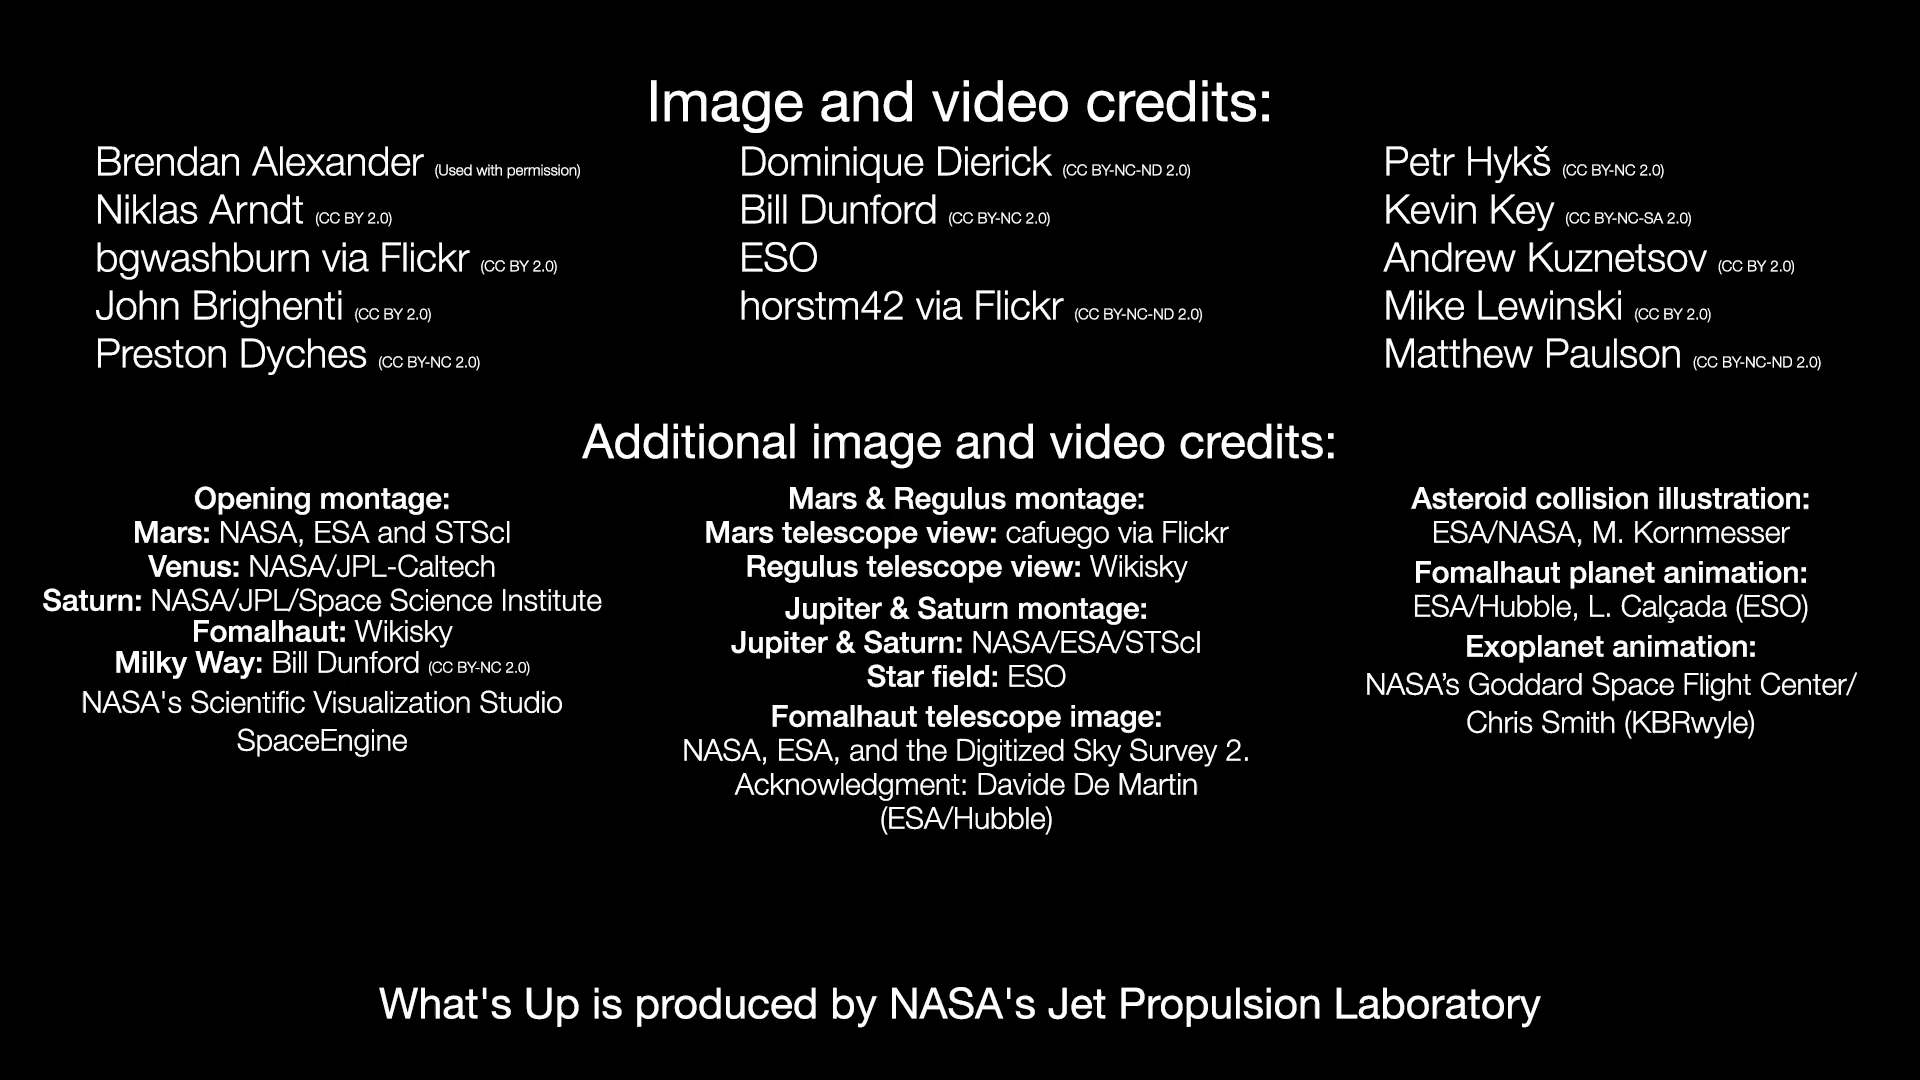 Image and video credits:
Brendan Alexander (Used with permission)
Niklas Arndt (CC BY 2.0)
bgwashburn via Flickr (CC BY 2.0)
John Brighenti (CC BY 2.0)
Preston Dyches (CC BY-NC 2.0)
Dominique Dierick (CC BY-NC-ND 2.0)
Bill Dunford (CC BY-NC 2.0)
ESO
horstm42 via Flickr (CC BY-NC-ND 2.0)
Petr Hykš (CC BY-NC 2.0)
Kevin Key (CC BY-NC-SA 2.0)
Andrew Kuznetsov (CC BY 2.0)
Mike Lewinski (CC BY 2.0)
Matthew Paulson (CC BY-NC-ND 2.0)
Additional image and video credits:
Opening montage:
Mars: NASA, ESA and STScI
Venus: NASA/JPL-Caltech
Saturn: NASA/JPL/Space Science Institute
Fomalhaut: Wikisky
Milky Way: Bill Dunford (CC BY-NC 2.0)
NASA's Scientific Visualization Studio
SpaceEngine
Mars & Regulus montage:
Mars telescope view: cafuego via Flickr
Regulus telescope view: Wikisky
Jupiter & Saturn montage:
Jupiter & Saturn: NASA/ESA/STScI
Star field: ESO
Fomalhaut telescope image:
NASA, ESA, and the Digitized Sky Survey 2.
Acknowledgment: Davide De Martin
(ESA/Hubble)
Asteroid collision illustration:
ESA/NASA, M. Kornmesser
Fomalhaut planet animation:
ESA/Hubble, L. Calçada (ESO)
Exoplanet animation:
NASA’s Goddard Space Flight Center/
Chris Smith (KBRwyle)
What's Up is produced by NASA's Jet Propulsion Laboratory